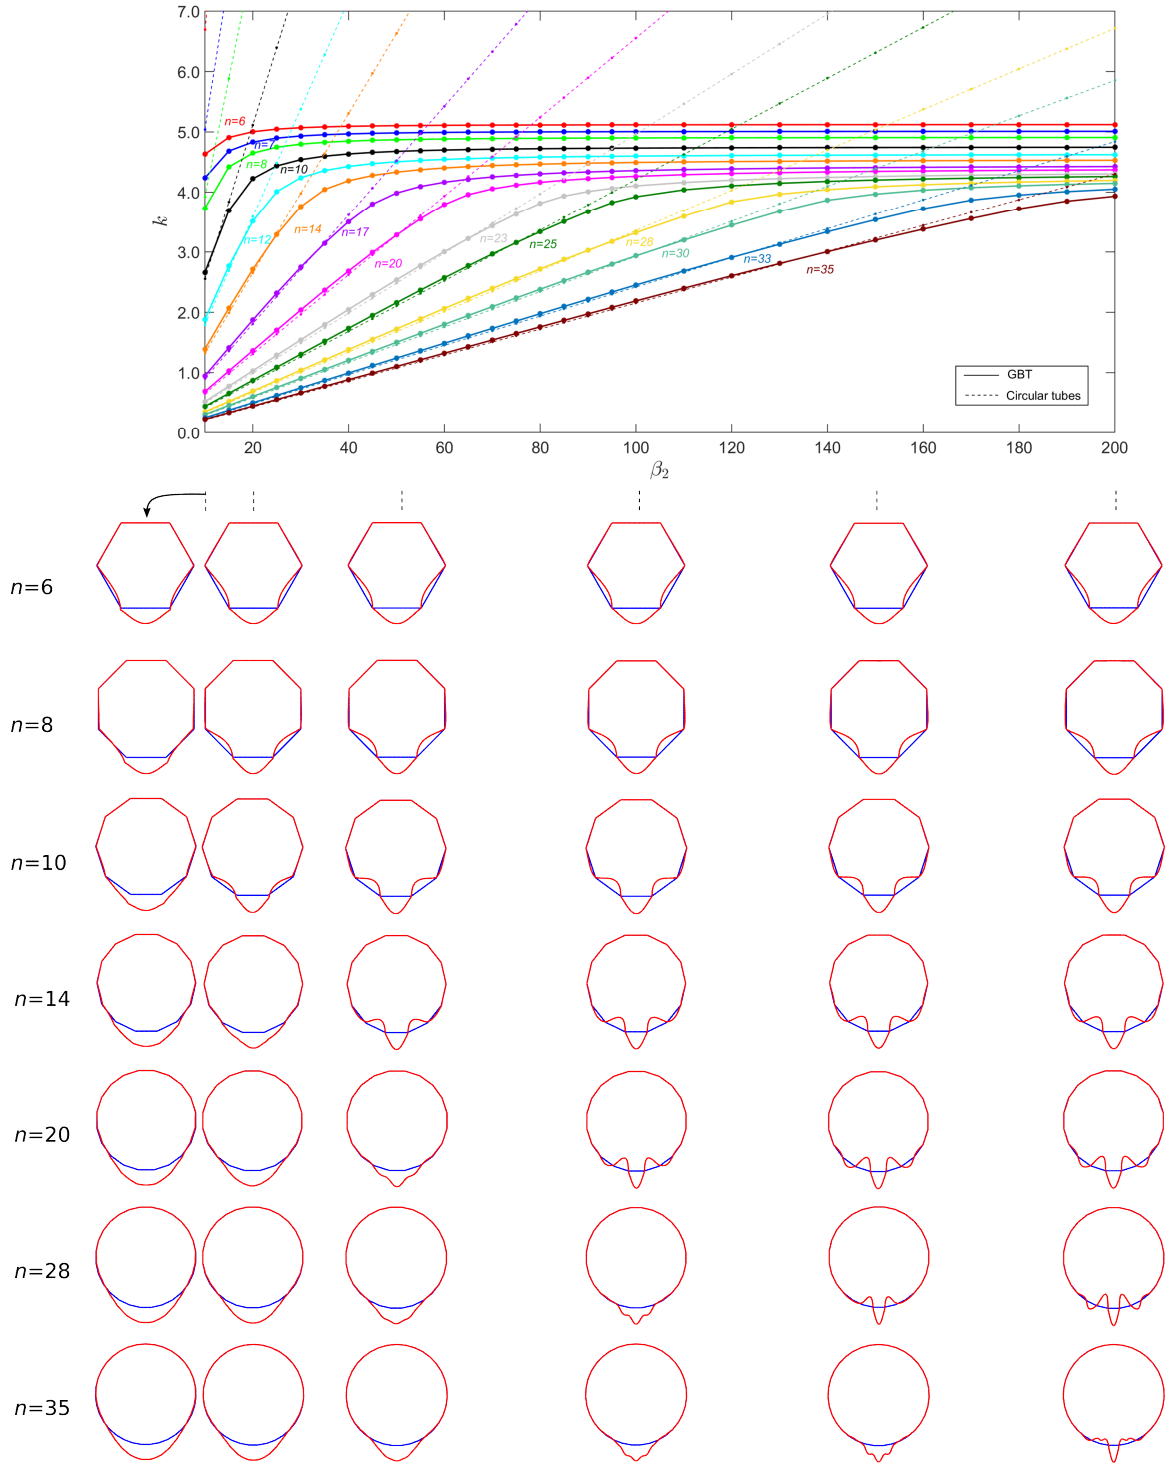 7.0
6.0
5.0
4.0
3.0
2.0
1.0
0.0
k
n=6
n=7
n=8
n=10
n=12
n=14
n=17
n=20
n=23
n=25
n=28
n=30
n=33
n=35
GBT
Circular tubes
20 40 60 80 100 120 140 160 180 200
β₂
n=6
n=8
n=10
n=14
n=20
n=28
n=35